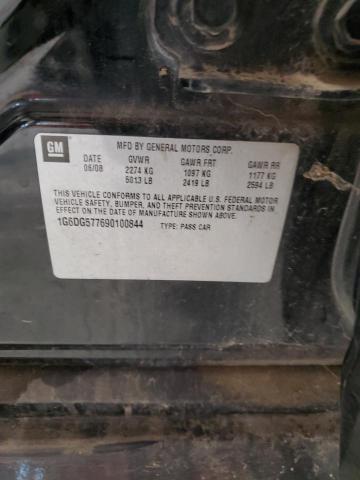 GM
MFD BY GENERAL MOTORS CORP.
DATE GVWR GAWR FRT GAWR RR
06/08 2274 KG 1097 KG 1177 KG
5013 LB 2419 LB 2594 LB
THIS VEHICLE CONFORMS TO ALL APPLICABLE U.S. FEDERAL MOTOR
VEHICLE SAFETY, BUMPER, AND THEFT PREVENTION STANDARDS IN
EFFECT ON THE DATE OF MANUFACTURE SHOWN ABOVE.
1G6DG577690100844 TYPE: PASS CAR